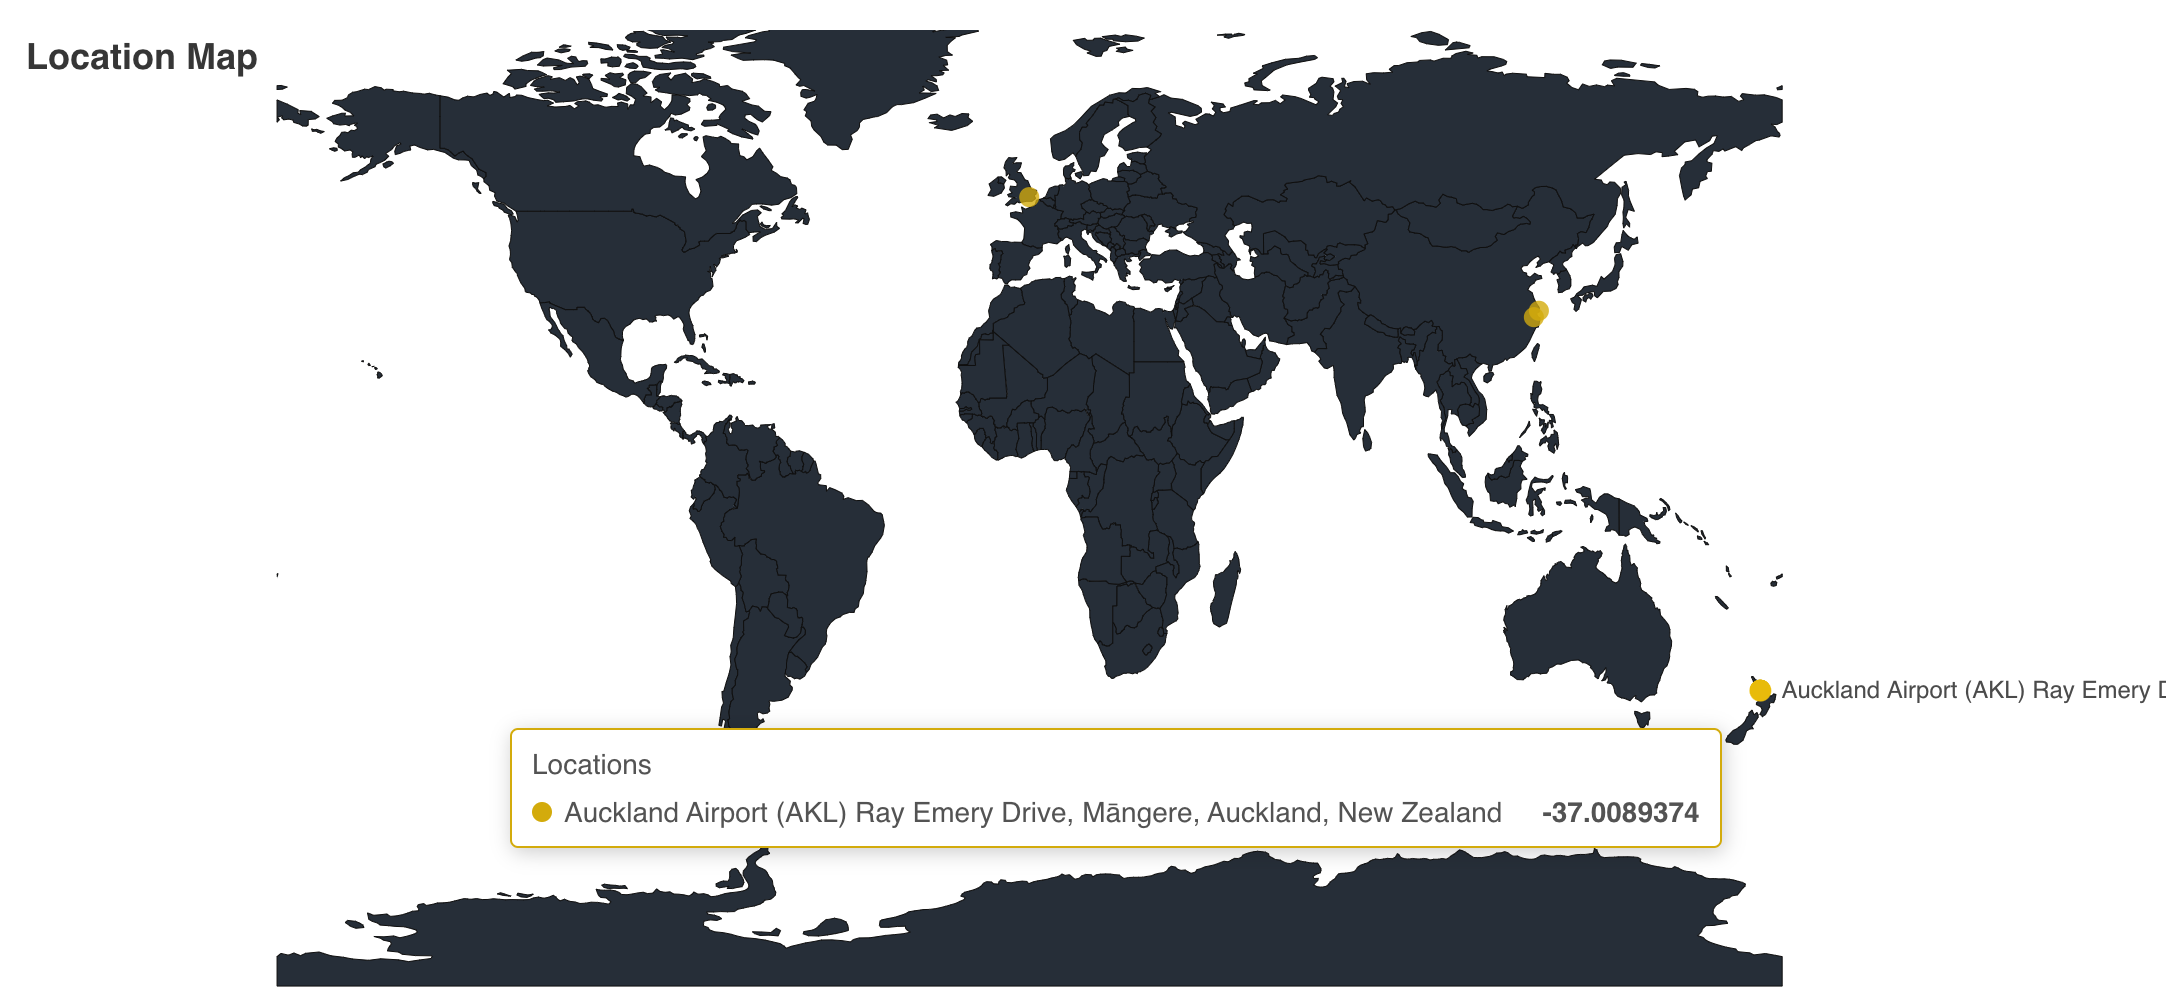 Location Map
Auckland Airport (AKL) Ray Emery D
Locations
Auckland Airport (AKL) Ray Emery Drive, Māngere, Auckland, New Zealand -37.0089374